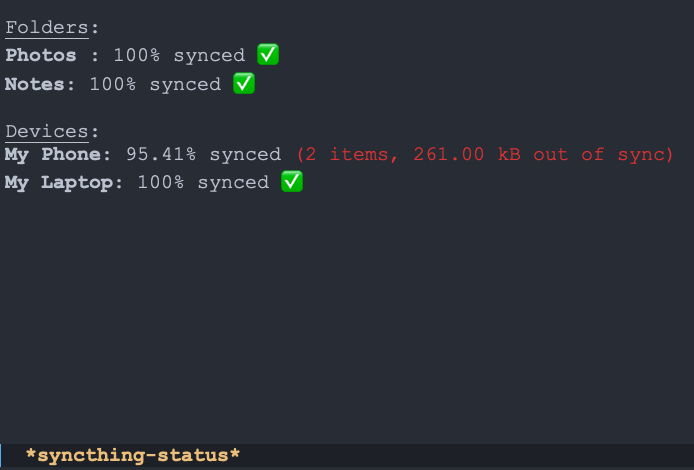 Folders:
Photos : 100% synced ✅
Notes: 100% synced ✅
Devices:
My Phone: 95.41% synced (2 items, 261.00 kB out of sync)
My Laptop: 100% synced ✅
*syncthing-status*